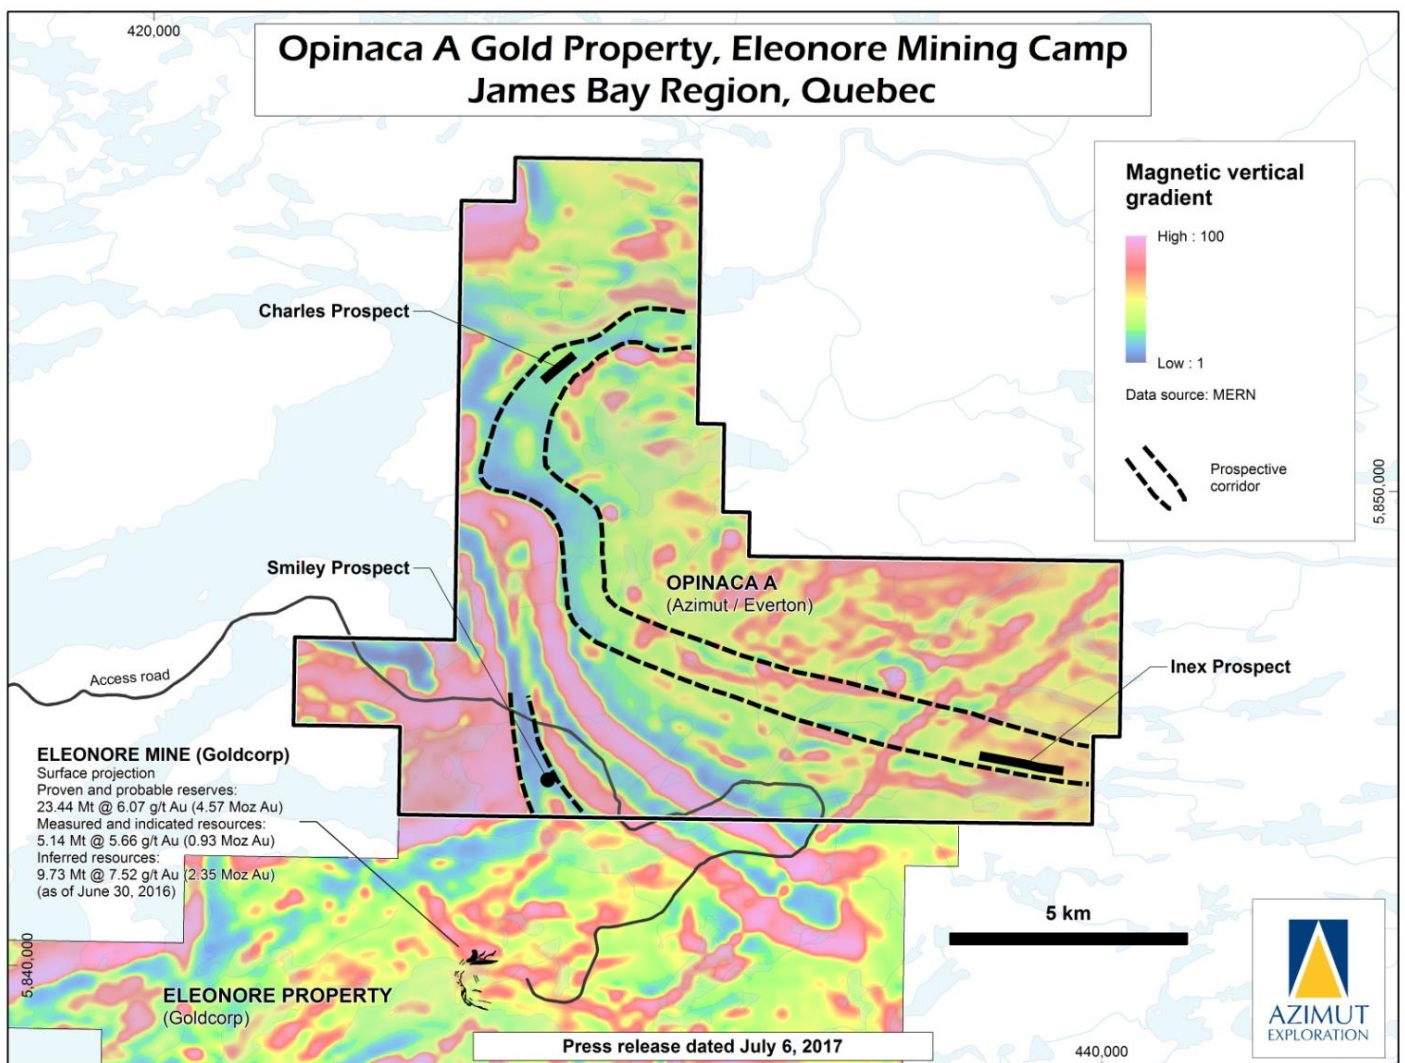 420,000
Opinaca A Gold Property, Eleonore Mining Camp
James Bay Region, Quebec
Magnetic vertical
gradient
High : 100
Low : 1
Data source: MERN
Prospective
corridor
5,850,000
Charles Prospect
Smiley Prospect
OPINACA A
(Azimut / Everton)
Access road
Inex Prospect
ELEONORE MINE (Goldcorp)
Surface projection
Proven and probable reserves:
23.44 Mt @ 6.07 g/t Au (4.57 Moz Au)
Measured and indicated resources:
5.14 Mt @ 5.66 g/t Au (0.93 Moz Au)
Inferred resources:
9.73 Mt @ 7.52 g/t Au (2.35 Moz Au)
(as of June 30, 2016)
5 km
5,840,000
ELEONORE PROPERTY
(Goldcorp)
AZIMUT
EXPLORATION
Press release dated July 6, 2017
440,000